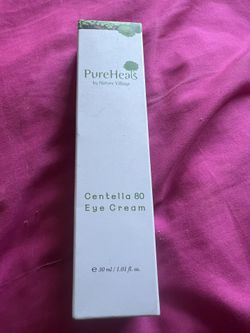 PureHeals
by Nature Village
Centella 80
Eye Cream
℮ 30 ml / 1.01 fl. oz.